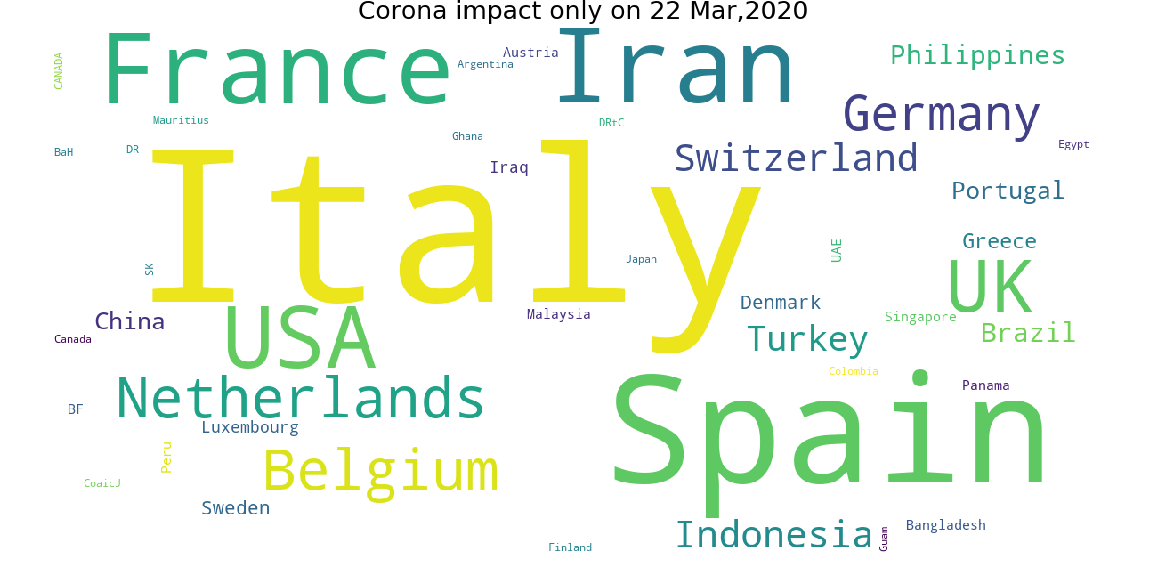 Corona impact only on 22 Mar,2020
France
Iran
Austria
Argentina
Philippines
CANADA
Germany
Mauritius
DRtC
Ghana
Egypt
BaH
DR
Italy
Iraq
Switzerland
Portugal
Greece
UAE
SK
Japan
UK
Denmark
China
USA
Malaysia
Singapore
Turkey
Brazil
Canada
Colombia
Netherlands
Spain
Panama
BF
Luxembourg
Peru
Belgium
CoaicJ
Sweden
Indonesia
Guam
Bangladesh
Finland